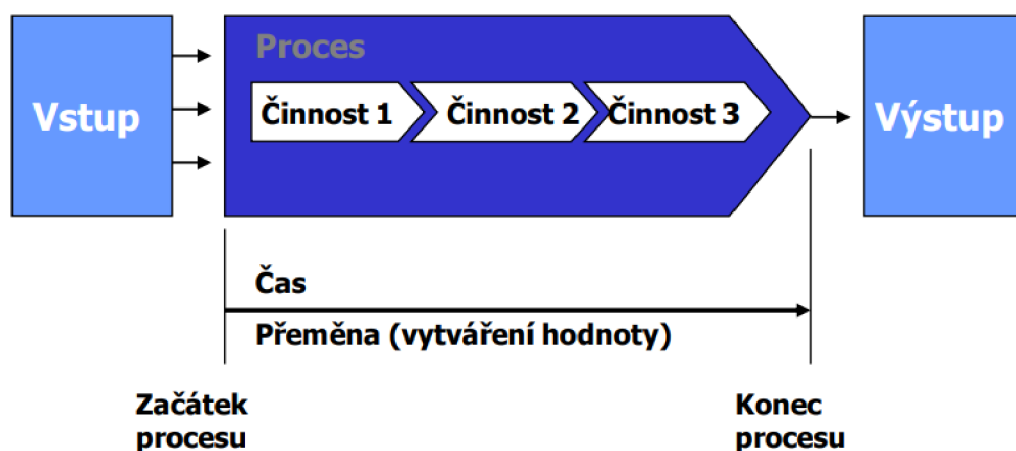 Proces
Vstup
Činnost 1
Činnost 2
Činnost 3
Výstup
Čas
Přeměna (vytváření hodnoty)
Začátek
procesu
Konec
procesu